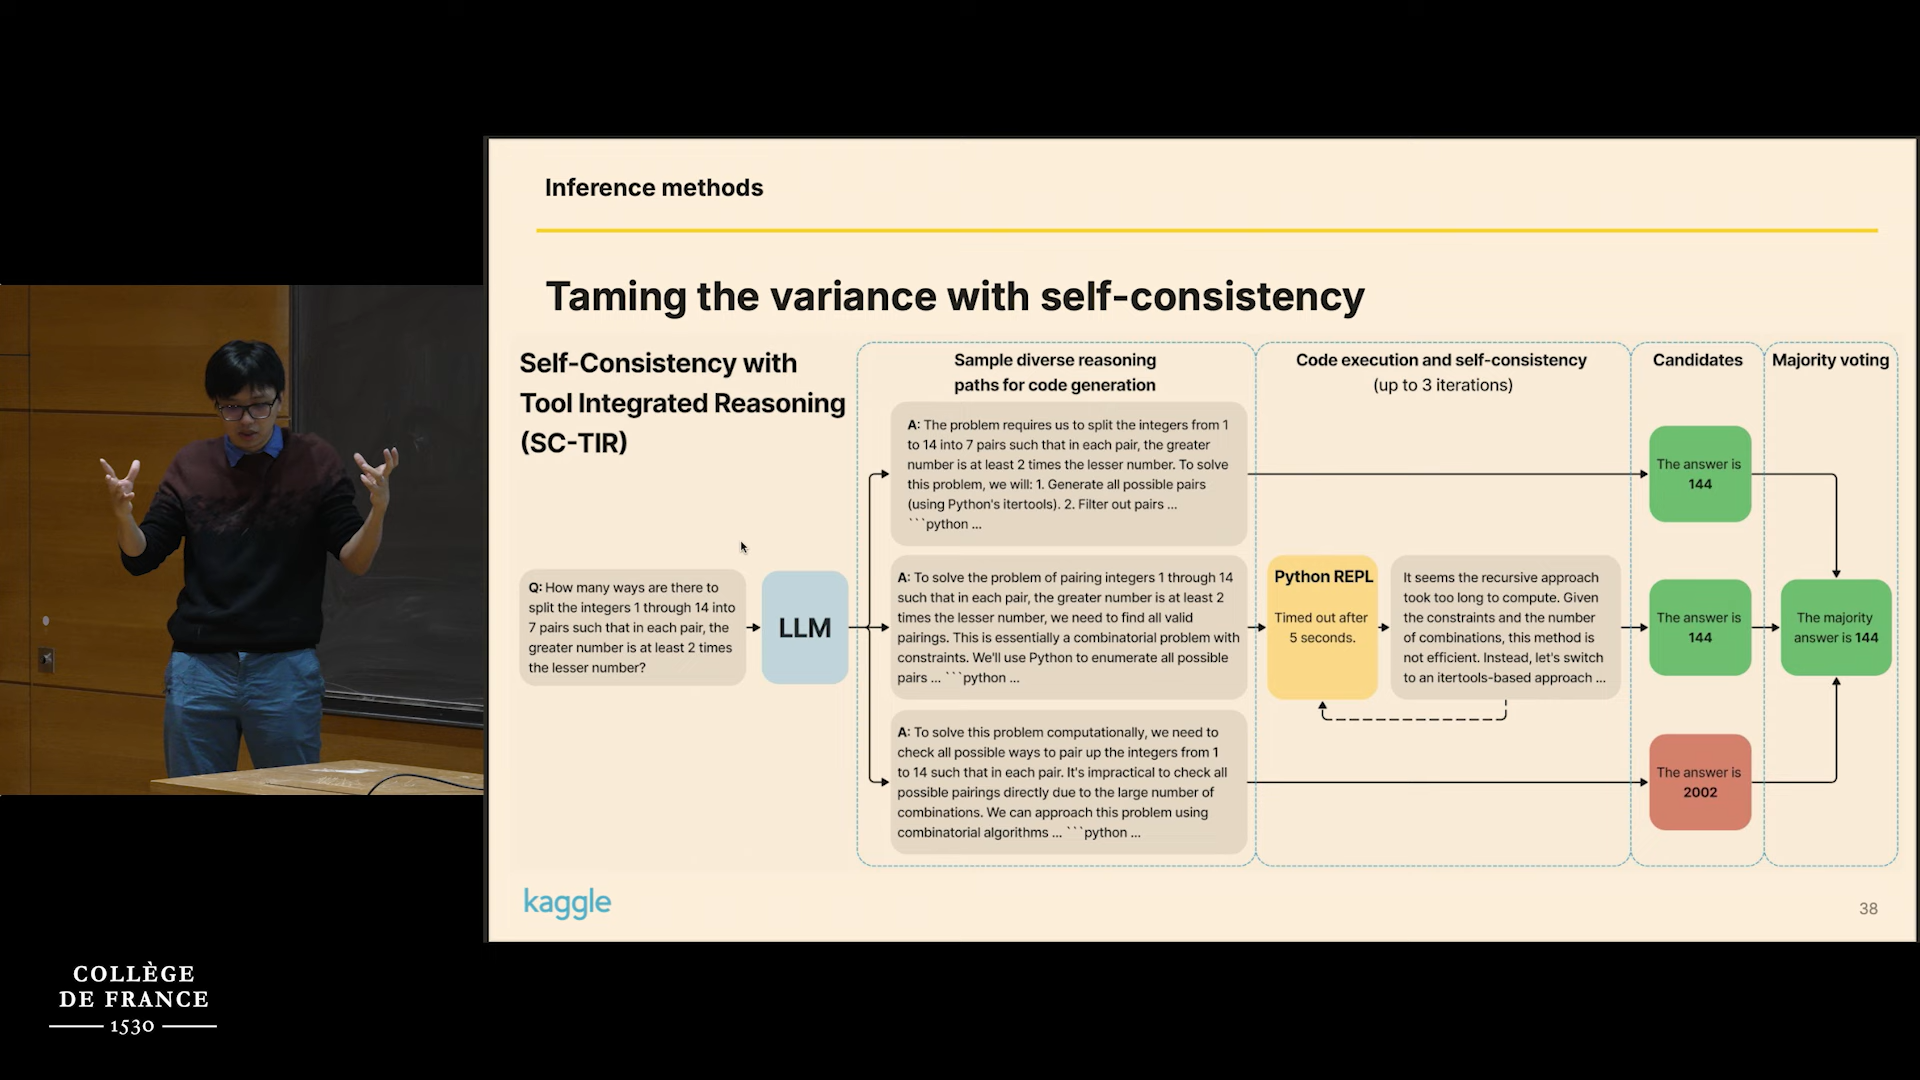 Inference methods
Taming the variance with self-consistency
Self-Consistency with
Tool Integrated Reasoning
(SC-TIR)
Q: How many ways are there to
split the integers 1 through 14 into
7 pairs such that in each pair, the
greater number is at least 2 times
the lesser number?
LLM
Sample diverse reasoning
paths for code generation
A: The problem requires us to split the integers from 1
to 14 into 7 pairs such that in each pair, the greater
number is at least 2 times the lesser number. To solve
this problem, we will: 1. Generate all possible pairs
(using Python's itertools). 2. Filter out pairs ...
```python ...
A: To solve the problem of pairing integers 1 through 14
such that in each pair, the greater number is at least 2
times the lesser number, we need to find all valid
pairings. This is essentially a combinatorial problem with
constraints. We'll use Python to enumerate all possible
pairs ... ```python ...
A: To solve this problem computationally, we need to
check all possible ways to pair up the integers from 1
to 14 such that in each pair. It's impractical to check all
possible pairings directly due to the large number of
combinations. We can approach this problem using
combinatorial algorithms ... ```python ...
Code execution and self-consistency
(up to 3 iterations)
Python REPL
Timed out after
5 seconds.
It seems the recursive approach
took too long to compute. Given
the constraints and the number
of combinations, this method is
not efficient. Instead, let's switch
to an itertools-based approach ...
Candidates
The answer is
144
The answer is
144
The answer is
2002
Majority voting
The majority
answer is 144
kaggle
38
COLLÈGE
DE FRANCE
1530